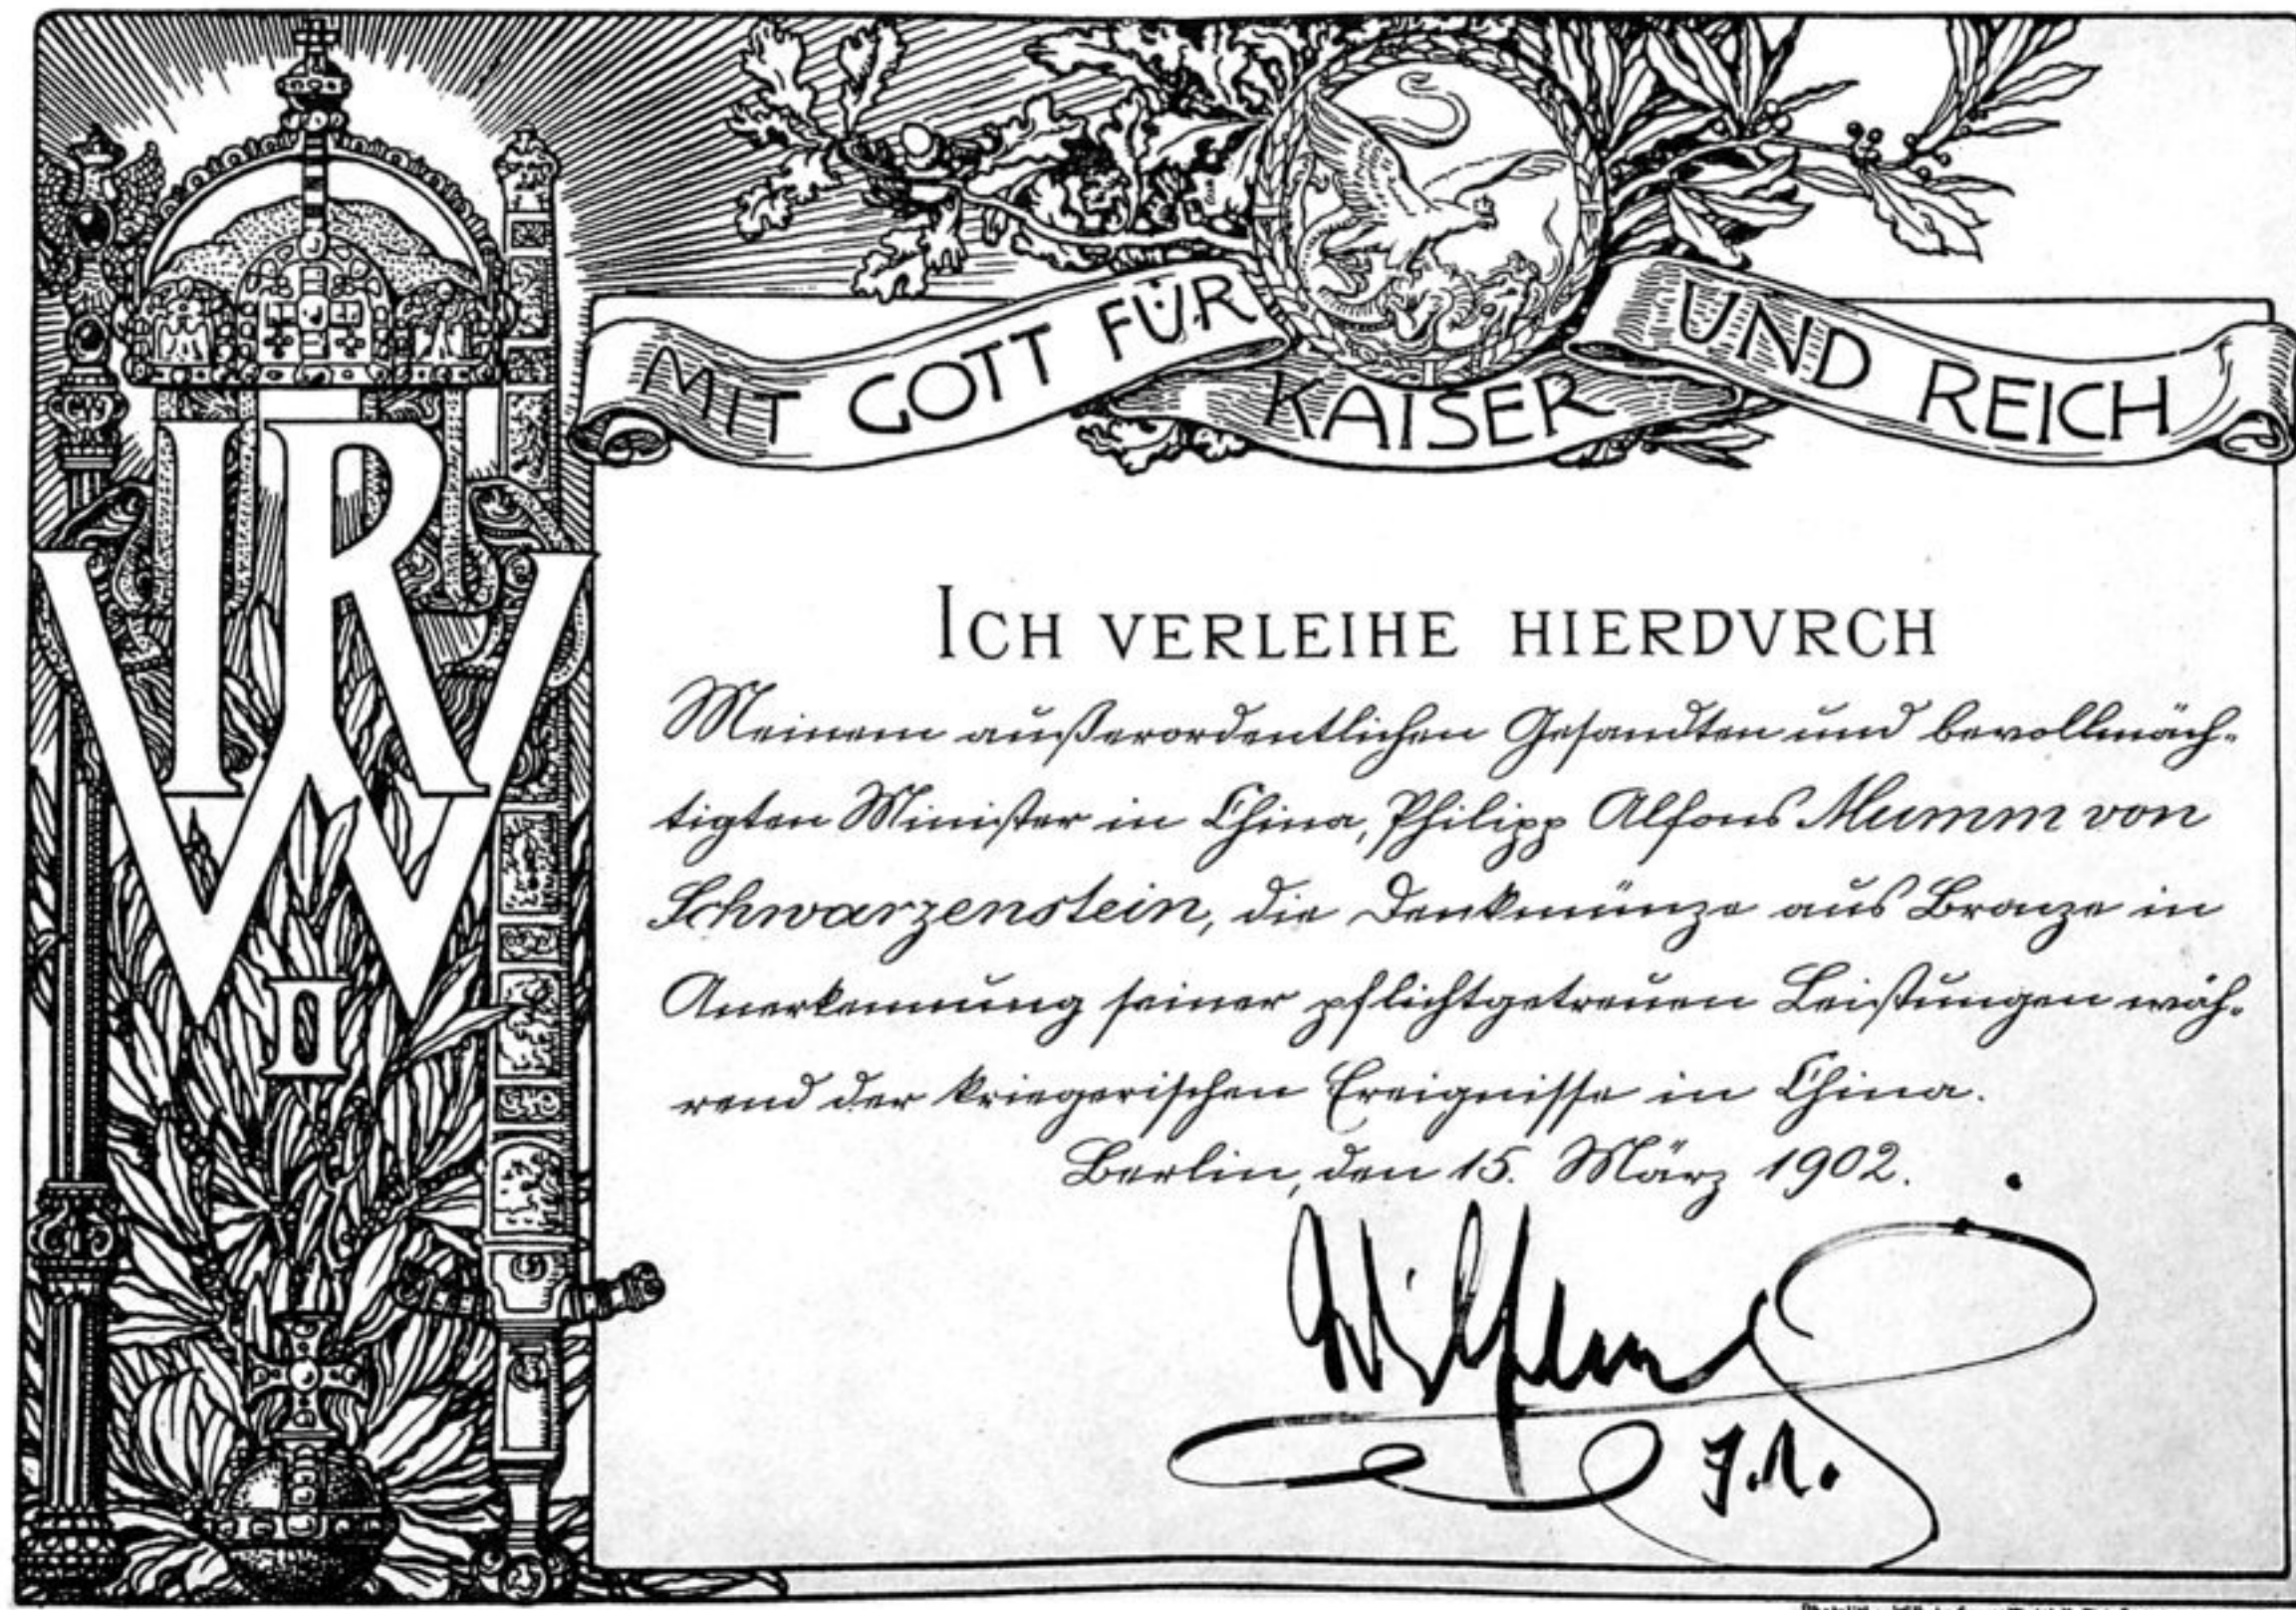 MIT GOTT FÜR KAISER UND REICH
IRW
II
ICH VERLEIHE HIERDVRCH
Meinem außerordentlichen Gesandten und bevollmäch-
tigten Minister in China, Philipp Alfons Mumm von
Schwarzenstein, die Denkmünze aus Bronze in
Anerkennung seiner pflichtgetreuen Leistungen wäh-
rend der kriegerischen Ereignisse in China.
Berlin, den 15. März 1902.
Wilhelm
I.R.